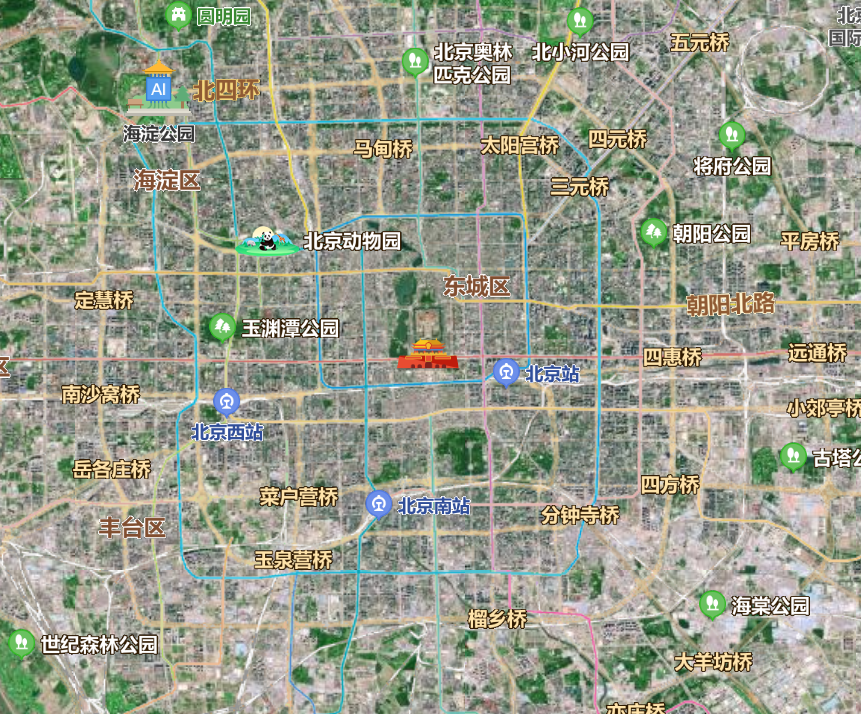 圆明园
北京奥林
匹克公园
北小河公园
五元桥
北
国际
AI
北四环
海淀公园
马甸桥
太阳宫桥
四元桥
将府公园
海淀区
三元桥
北京动物园
朝阳公园
平房桥
定慧桥
东城区
朝阳北路
玉渊潭公园
四惠桥
远通桥
区
北京站
南沙窝桥
小郊亭桥
北京西站
岳各庄桥
古塔公
菜户营桥
北京南站
四方桥
丰台区
分钟寺桥
玉泉营桥
榴乡桥
海棠公园
世纪森林公园
大羊坊桥
亦庄桥